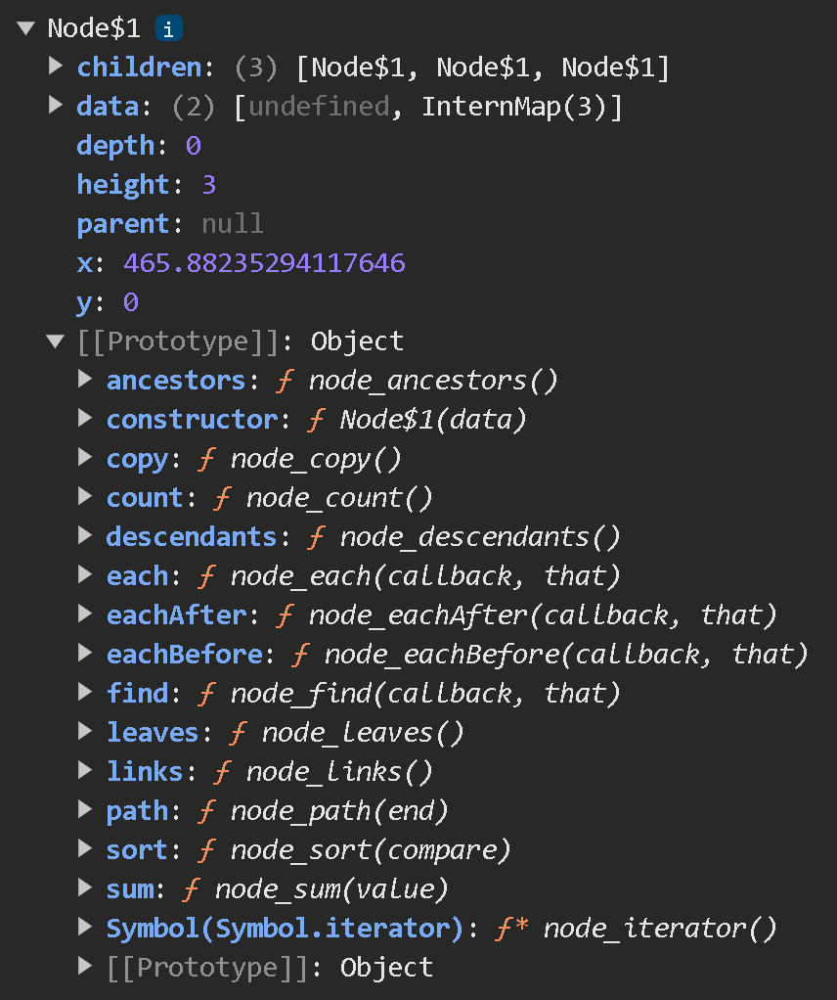 Node$1 i
children: (3) [Node$1, Node$1, Node$1]
data: (2) [undefined, InternMap(3)]
depth: 0
height: 3
parent: null
x: 465.88235294117646
y: 0
[[Prototype]]: Object
ancestors: ƒ node_ancestors()
constructor: ƒ Node$1(data)
copy: ƒ node_copy()
count: ƒ node_count()
descendants: ƒ node_descendants()
each: ƒ node_each(callback, that)
eachAfter: ƒ node_eachAfter(callback, that)
eachBefore: ƒ node_eachBefore(callback, that)
find: ƒ node_find(callback, that)
leaves: ƒ node_leaves()
links: ƒ node_links()
path: ƒ node_path(end)
sort: ƒ node_sort(compare)
sum: ƒ node_sum(value)
Symbol(Symbol.iterator): ƒ* node_iterator()
[[Prototype]]: Object